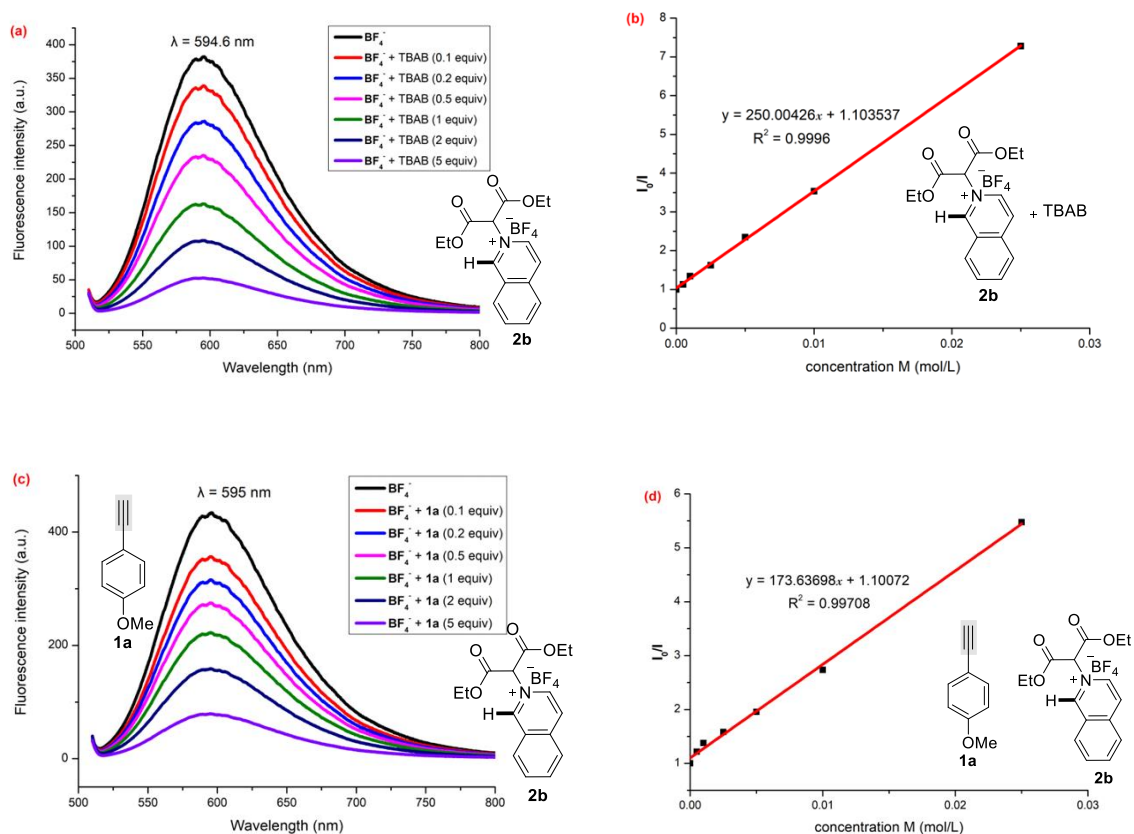 (a)
λ = 594.6 nm
BF4-
BF4- + TBAB (0.1 equiv)
BF4- + TBAB (0.2 equiv)
BF4- + TBAB (0.5 equiv)
BF4- + TBAB (1 equiv)
BF4- + TBAB (2 equiv)
BF4- + TBAB (5 equiv)
Fluorescence intensity (a.u.)
400
350
300
250
200
150
100
50
0
500 550 600 650 700 750 800
Wavelength (nm)
O O
OEt
EtO
N
+
-
BF4
H
2b
(b)
y = 250.00426x + 1.103537
R2 = 0.9996
I0/I
8
7
6
5
4
3
2
1
0
0.00 0.01 0.02 0.03
concentration M (mol/L)
O O
OEt
EtO
N
+
-
BF4
H
+ TBAB
2b
(c)
λ = 595 nm
BF4-
BF4- + 1a (0.1 equiv)
BF4- + 1a (0.2 equiv)
BF4- + 1a (0.5 equiv)
BF4- + 1a (1 equiv)
BF4- + 1a (2 equiv)
BF4- + 1a (5 equiv)
OMe
1a
Fluorescence intensity (a.u.)
400
200
0
500 550 600 650 700 750 800
Wavelength (nm)
O O
OEt
EtO
N
+
-
BF4
H
2b
(d)
y = 173.63698x + 1.10072
R2 = 0.99708
I0/I
6
5
4
3
2
1
0
0.00 0.01 0.02 0.03
concentration M (mol/L)
OMe
1a
O O
OEt
EtO
N
+
-
BF4
H
2b